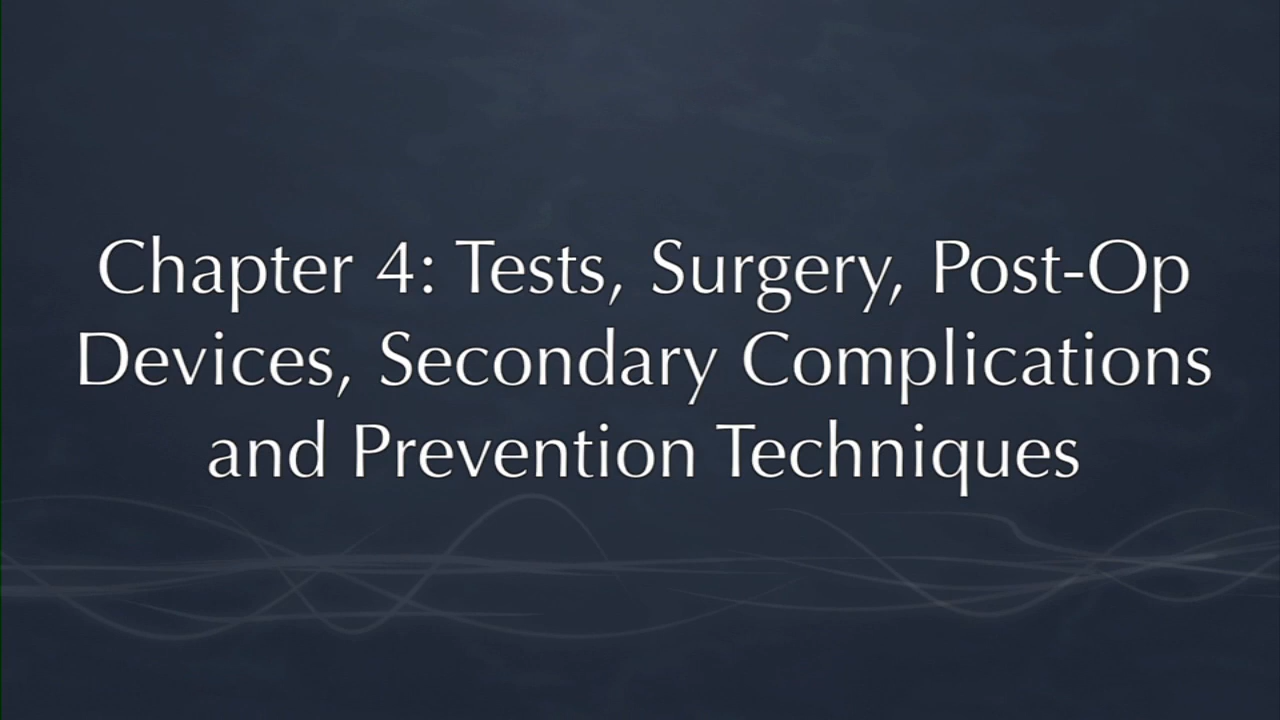 Chapter 4: Tests, Surgery, Post-Op
Devices, Secondary Complications
and Prevention Techniques